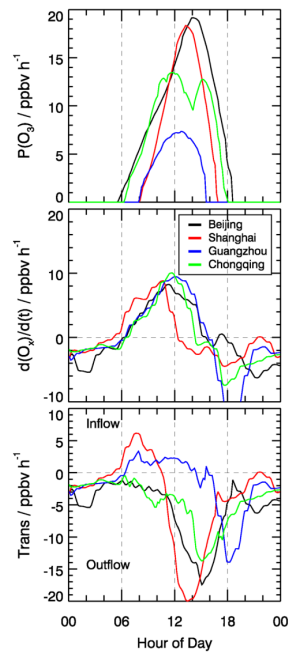 20
15
10
5
0
P(O3) / ppbv h-1
20
10
0
-10
d(Ox)/d(t) / ppbv h-1
Beijing
Shanghai
Guangzhou
Chongqing
10
5
0
-5
-10
-15
-20
Trans / ppbv h-1
Inflow
Outflow
00 06 12 18 24
00
Hour of Day